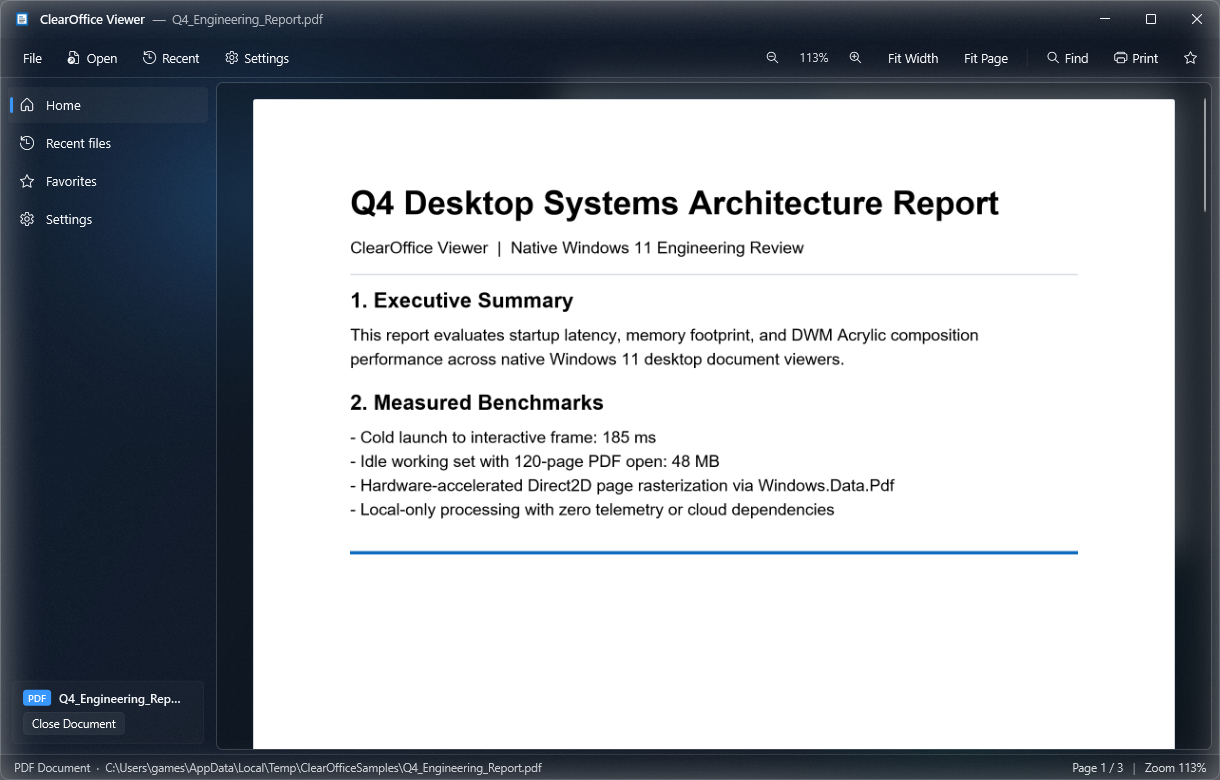 ClearOffice Viewer — Q4_Engineering_Report.pdf
File Open Recent Settings 113% Fit Width Fit Page Find Print
Home
Recent files
Favorites
Settings
Q4 Desktop Systems Architecture Report
ClearOffice Viewer | Native Windows 11 Engineering Review
1. Executive Summary
This report evaluates startup latency, memory footprint, and DWM Acrylic composition
performance across native Windows 11 desktop document viewers.
2. Measured Benchmarks
- Cold launch to interactive frame: 185 ms
- Idle working set with 120-page PDF open: 48 MB
- Hardware-accelerated Direct2D page rasterization via Windows.Data.Pdf
- Local-only processing with zero telemetry or cloud dependencies
PDF Q4_Engineering_Rep...
Close Document
PDF Document · C:\Users\games\AppData\Local\Temp\ClearOfficeSamples\Q4_Engineering_Report.pdf Page 1 / 3 | Zoom 113%